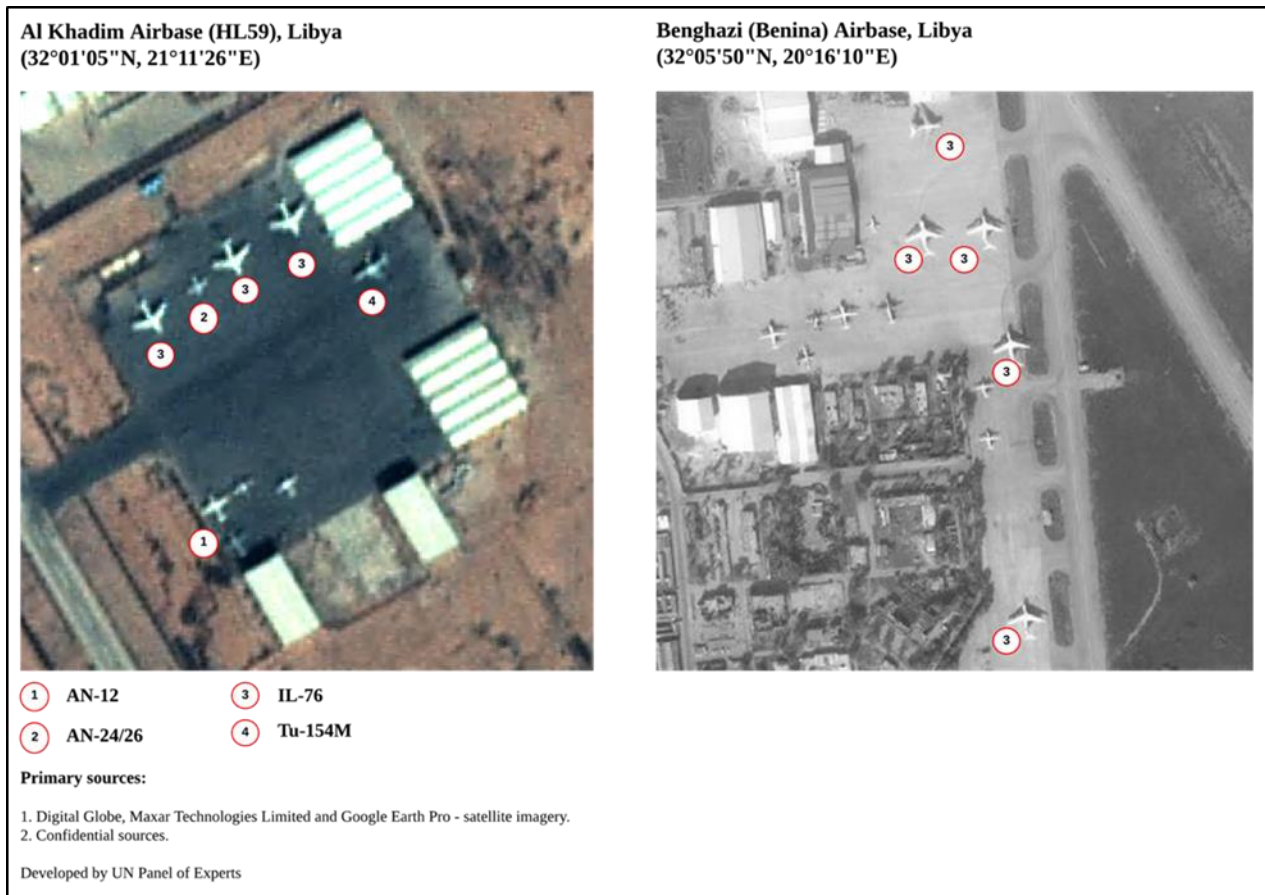 Al Khadim Airbase (HL59), Libya
(32°01'05"N, 21°11'26"E)
Benghazi (Benina) Airbase, Libya
(32°05'50"N, 20°16'10"E)
3
3
4
2
3
3
1
3
3
3
3
3
1 AN-12
3 IL-76
2 AN-24/26
4 Tu-154M
Primary sources:
1. Digital Globe, Maxar Technologies Limited and Google Earth Pro - satellite imagery.
2. Confidential sources.
Developed by UN Panel of Experts